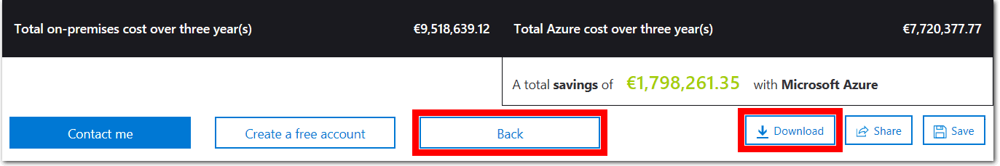 Total on-premises cost over three year(s) €9,518,639.12 Total Azure cost over three year(s) €7,720,377.77
A total savings of €1,798,261.35 with Microsoft Azure
Contact me Create a free account Back Download Share Save